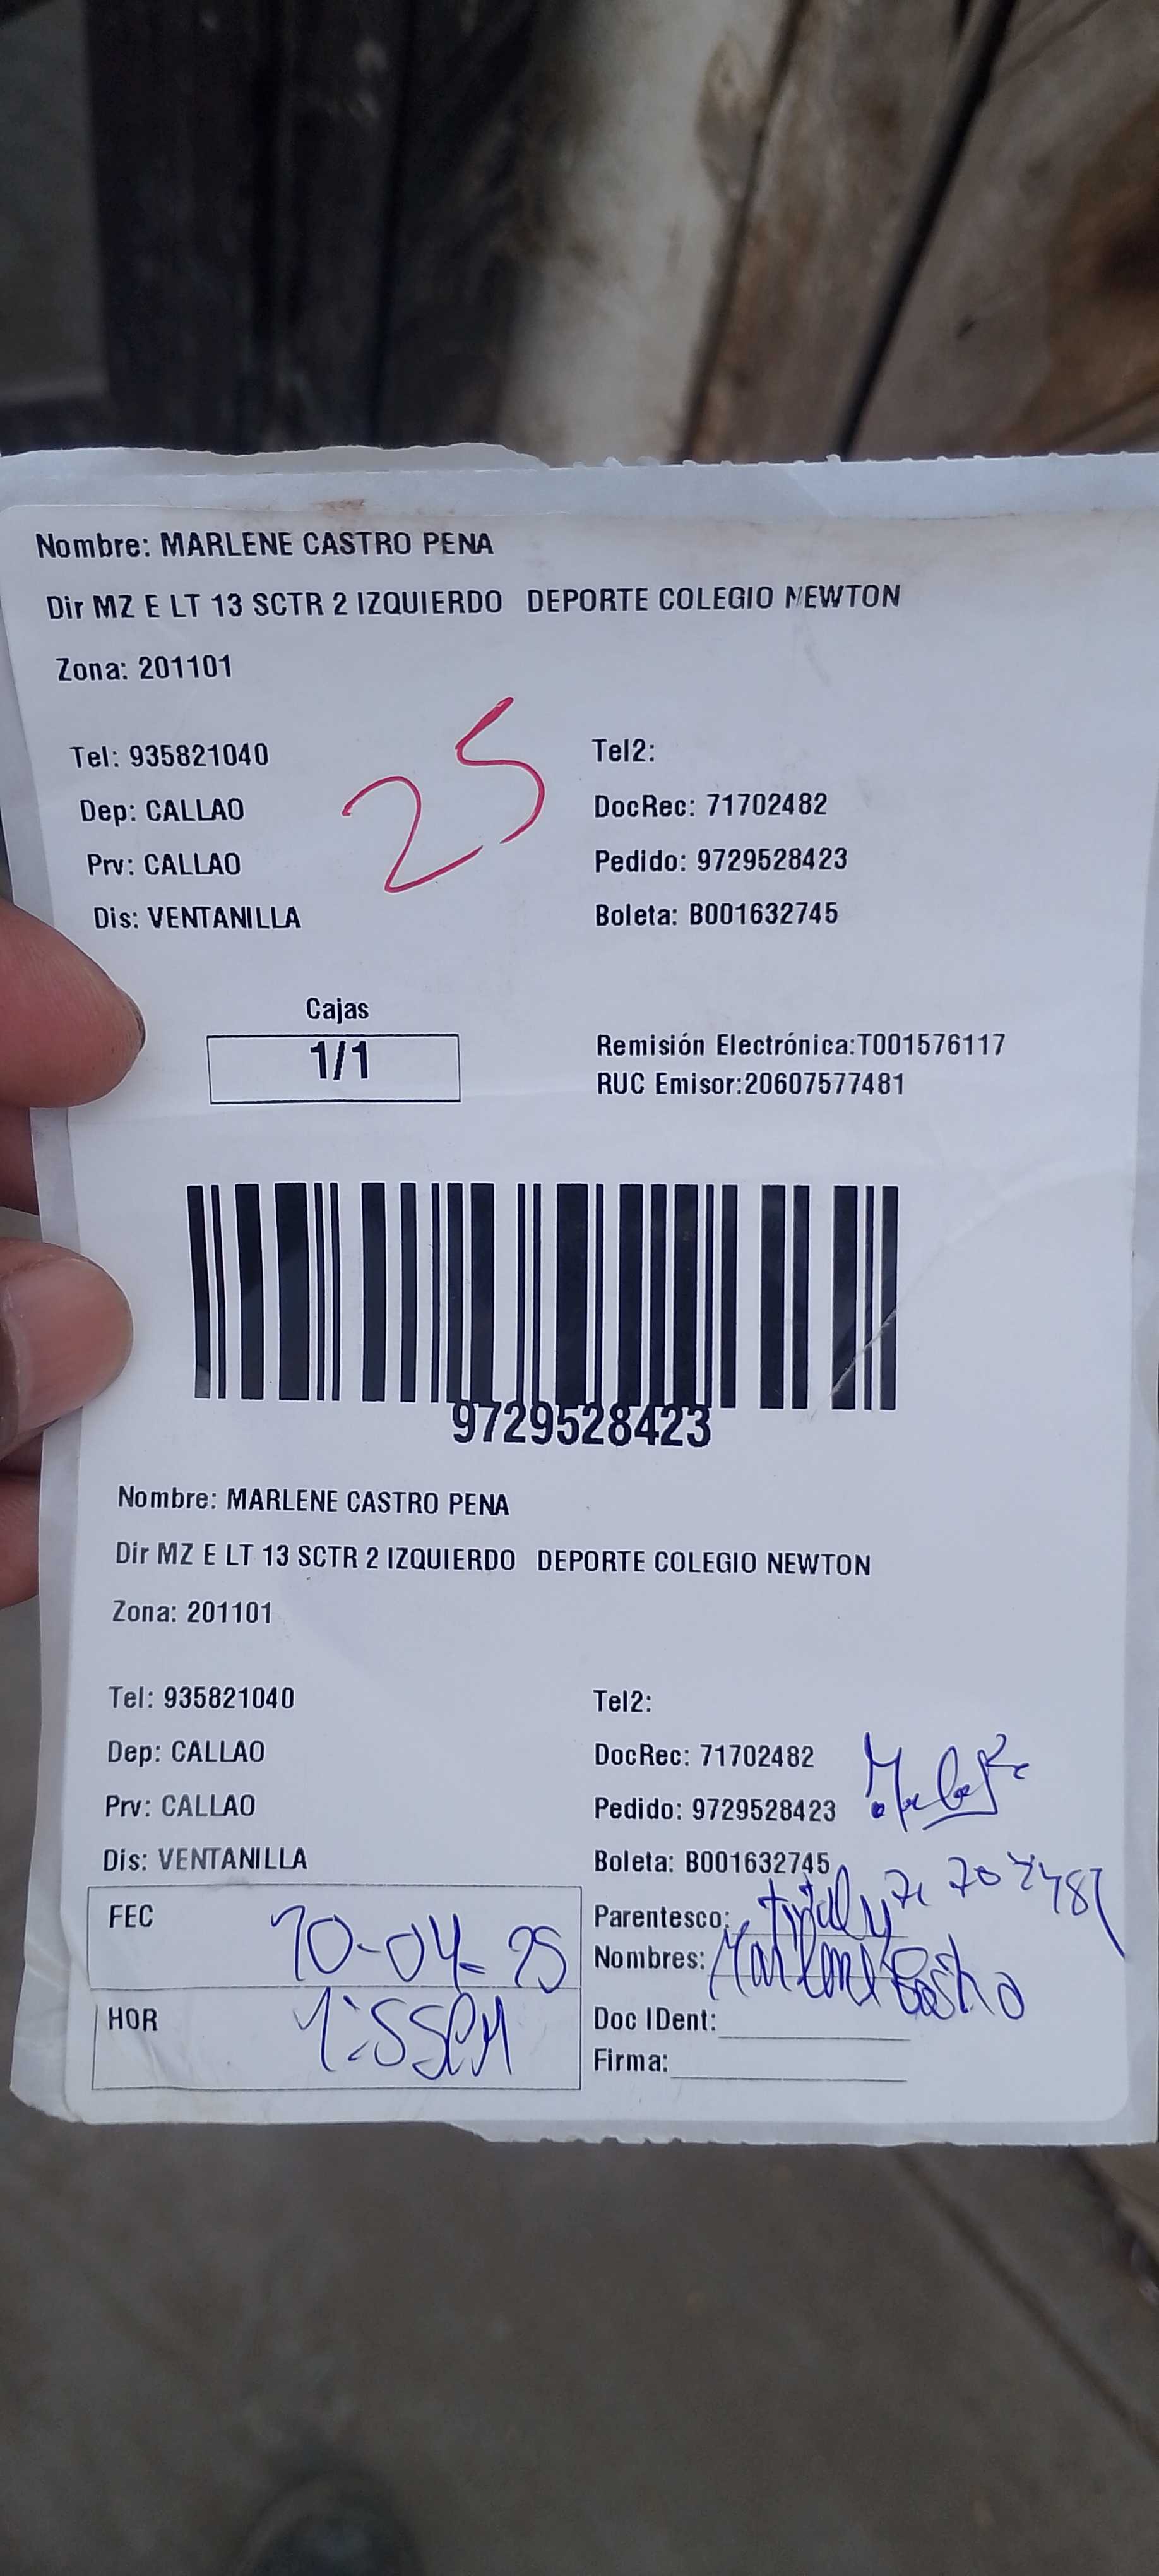 Nombre: MARLENE CASTRO PENA
Dir MZ E LT 13 SCTR 2 IZQUIERDO DEPORTE COLEGIO NEWTON
Zona: 201101
25
Tel: 935821040 Tel2:
Dep: CALLAO DocRec: 71702482
Prv: CALLAO Pedido: 9729528423
Dis: VENTANILLA Boleta: B001632745
Cajas
1/1
Remisión Electrónica:T001576117
RUC Emisor:20607577481
9729528423
Nombre: MARLENE CASTRO PENA
Dir MZ E LT 13 SCTR 2 IZQUIERDO DEPORTE COLEGIO NEWTON
Zona: 201101
Tel: 935821040 Tel2:
Dep: CALLAO DocRec: 71702482
Prv: CALLAO Pedido: 9729528423
Dis: VENTANILLA Boleta: B001632745
FEC 10-04-25
Parentesco:
Nombres: Marlene Castro
HOR 1:55PM
Doc IDent:
Firma: